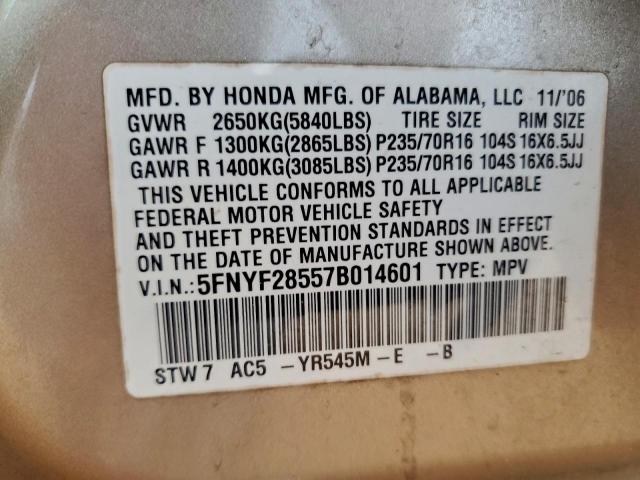 MFD. BY HONDA MFG. OF ALABAMA, LLC 11/'06
GVWR 2650KG(5840LBS) TIRE SIZE RIM SIZE
GAWR F 1300KG(2865LBS) P235/70R16 104S 16X6.5JJ
GAWR R 1400KG(3085LBS) P235/70R16 104S 16X6.5JJ
THIS VEHICLE CONFORMS TO ALL APPLICABLE
FEDERAL MOTOR VEHICLE SAFETY
AND THEFT PREVENTION STANDARDS IN EFFECT
ON THE DATE OF MANUFACTURE SHOWN ABOVE.
V.I.N.: 5FNYF28557B014601 TYPE: MPV
STW 7 AC5 -YR545M-E -B